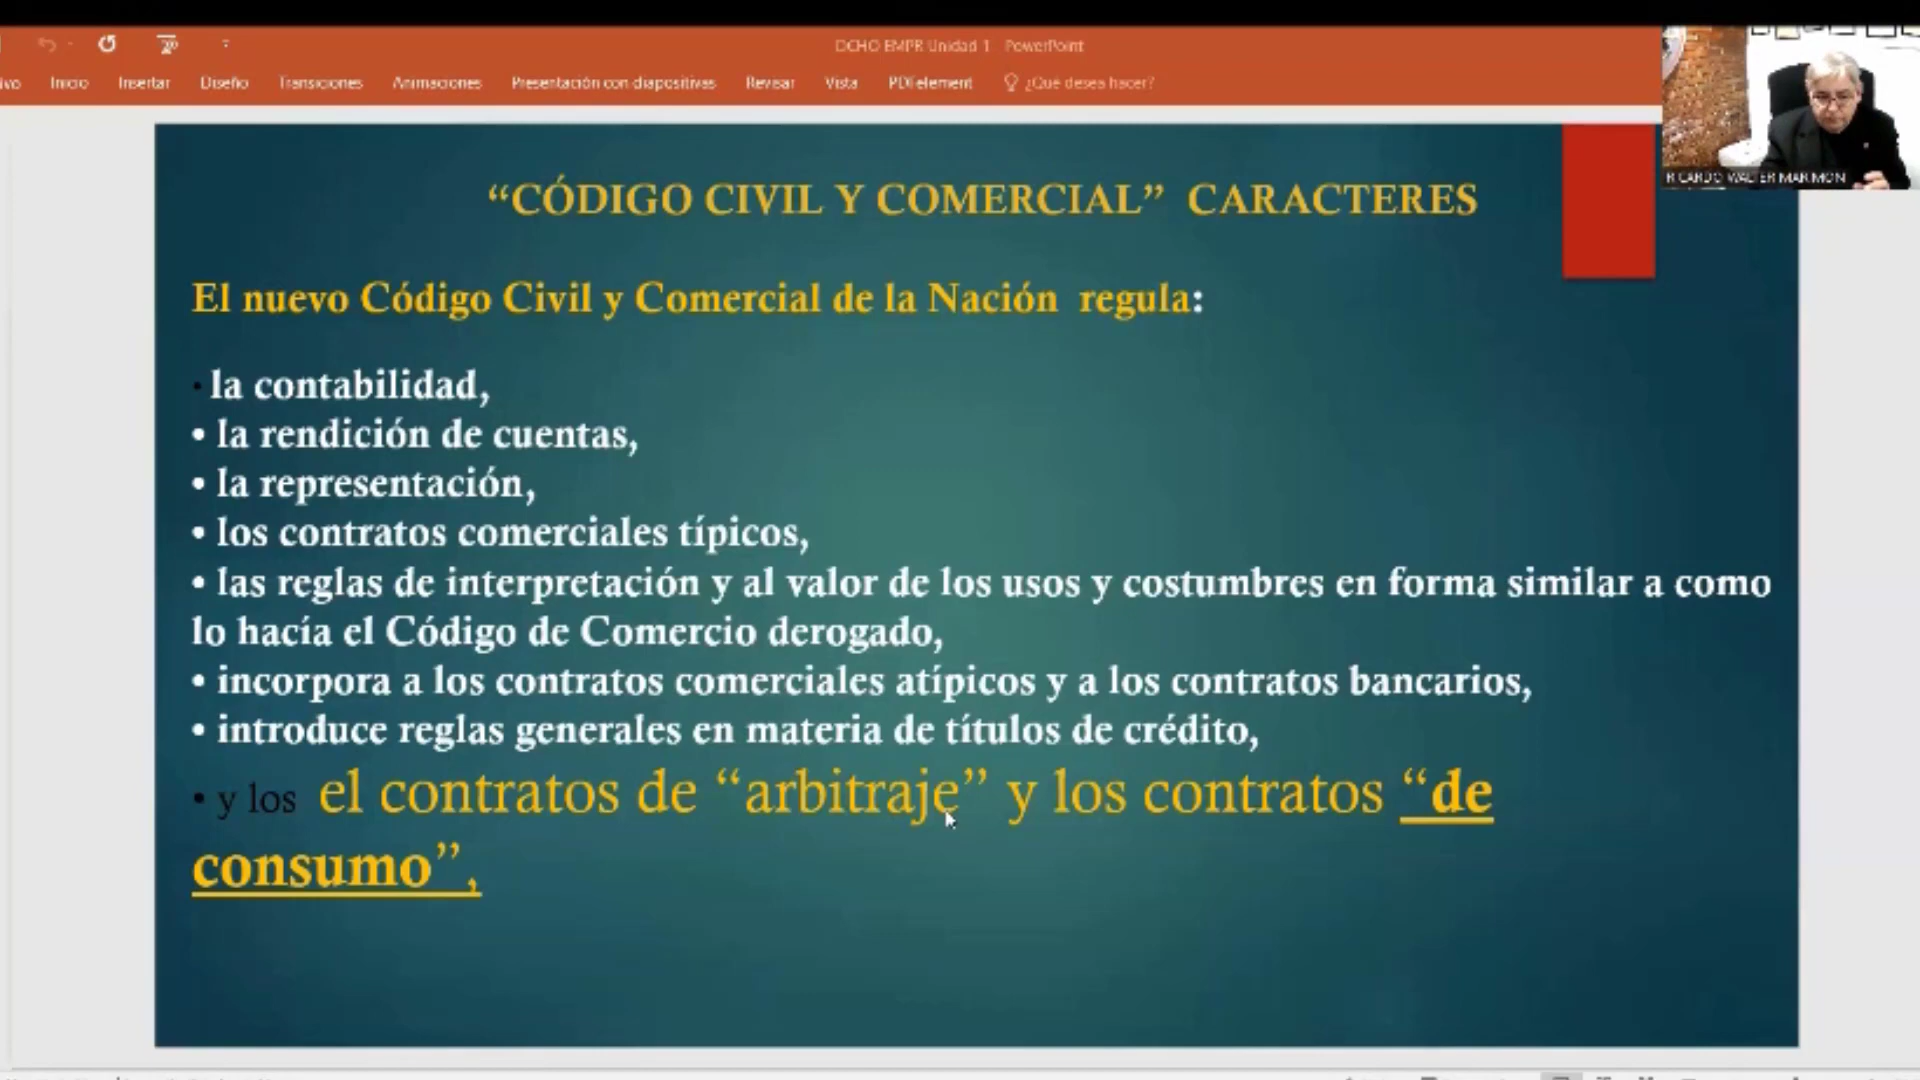 DCHO EMPR Unidad 1 PowerPoint
Inicio Insertar Diseño Transiciones Animaciones Presentación con diapositivas Revisar Vista PDFelement ¿Qué desea hacer?
RICARDO WALTER MARIMON
“CÓDIGO CIVIL Y COMERCIAL” CARACTERES
El nuevo Código Civil y Comercial de la Nación regula:
• la contabilidad,
• la rendición de cuentas,
• la representación,
• los contratos comerciales típicos,
• las reglas de interpretación y al valor de los usos y costumbres en forma similar a como
lo hacía el Código de Comercio derogado,
• incorpora a los contratos comerciales atípicos y a los contratos bancarios,
• introduce reglas generales en materia de títulos de crédito,
• y los el contratos de “arbitraje” y los contratos “de
consumo”,